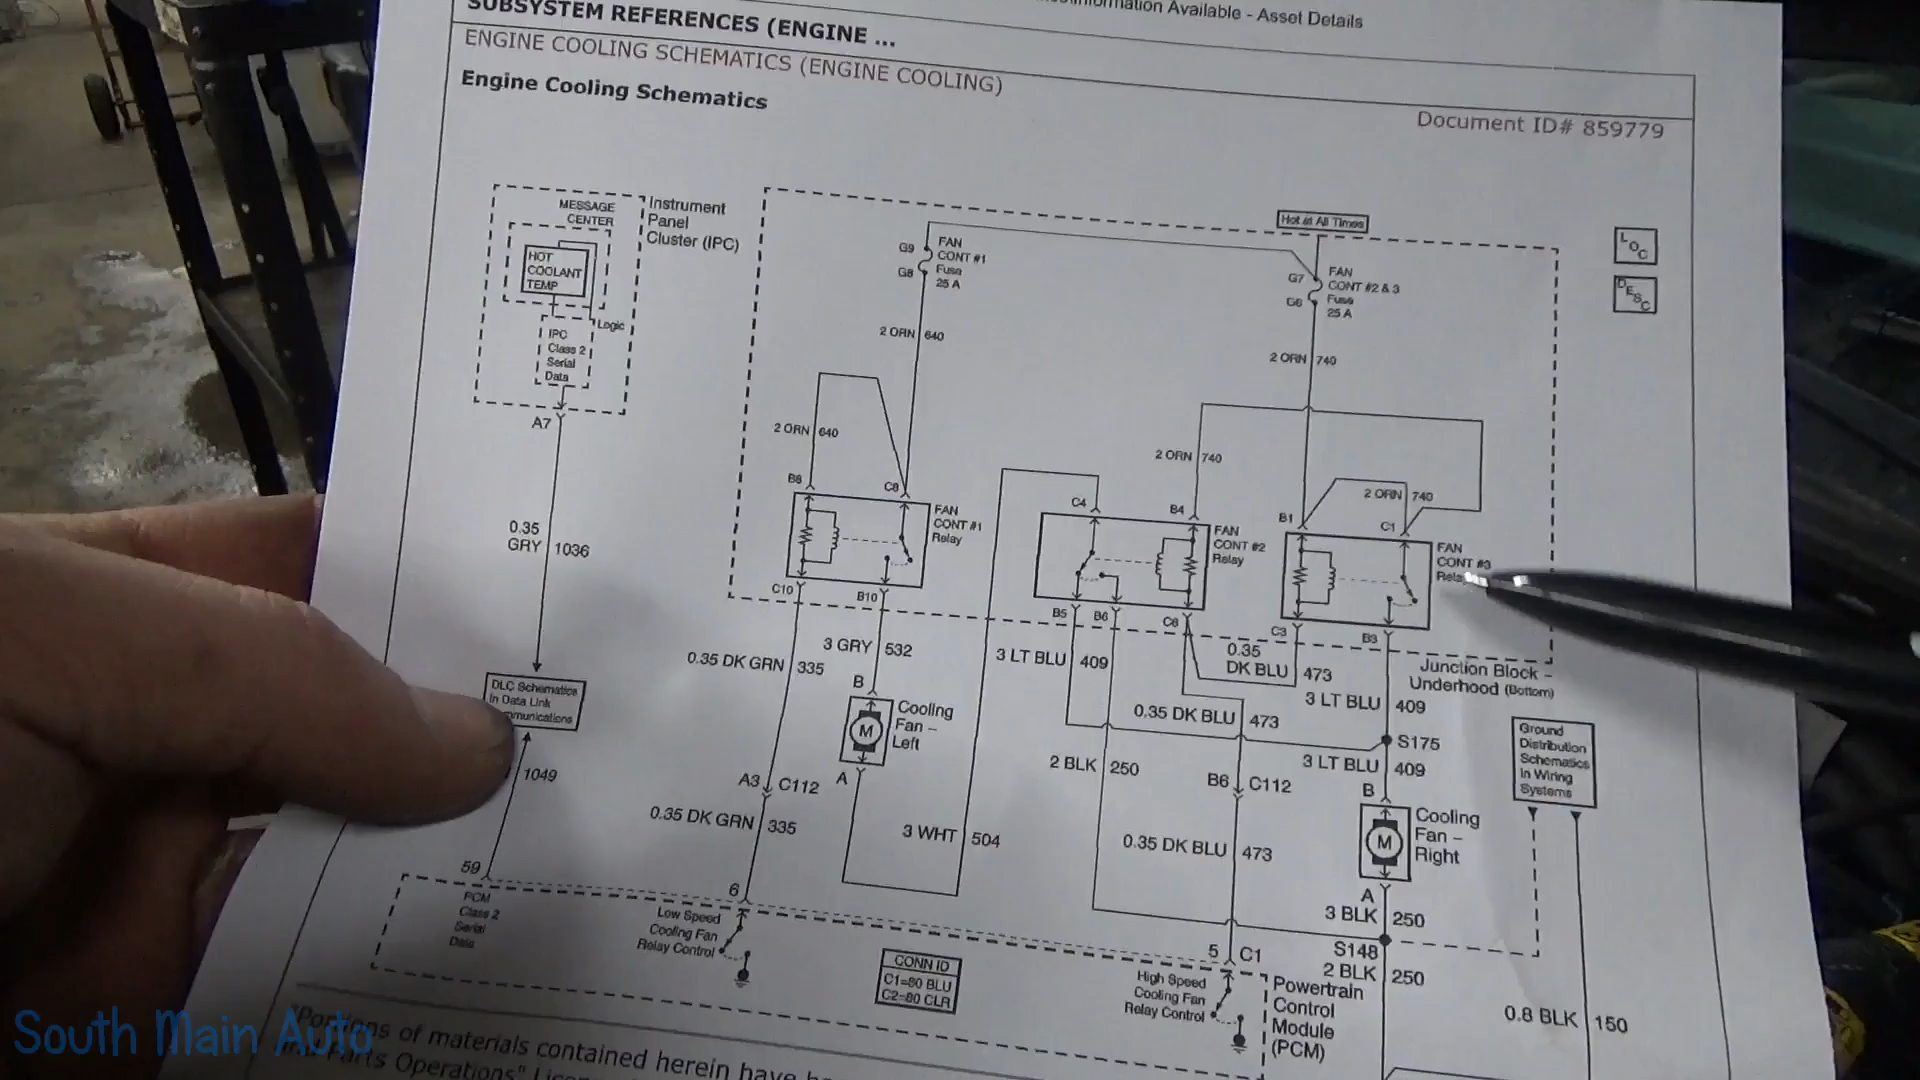 Information Available - Asset Details
SUBSYSTEM REFERENCES (ENGINE ...
ENGINE COOLING SCHEMATICS (ENGINE COOLING)
Engine Cooling Schematics
Document ID# 859779
MESSAGE
CENTER
Instrument
Panel
Cluster (IPC)
HOT
COOLANT
TEMP
Logic
IPC
Class 2
Serial
Data
A7
0.35
GRY 1036
DLC Schematics
In Data Link
1049
59
PCM
Class 2
Serial
Data
Hot at All Times
G9
FAN
CONT #1
G8
Fuse
25 A
G7
FAN
CONT #2 & 3
G6
Fuse
25 A
LOC
DESC
2 ORN 640
2 ORN 740
2 ORN 640
2 ORN 740
2 ORN 740
B8
C8
C4
B4
B1
C1
FAN
CONT #1
Relay
FAN
CONT #2
Relay
FAN
CONT #3
C10
B10
B5
B6
C6
C3
B3
Junction Block -
Underhood (Bottom)
0.35 DK GRN 335
3 GRY 532
3 LT BLU 409
0.35
DK BLU 473
3 LT BLU 409
B
M
Cooling
Fan –
Left
A
0.35 DK BLU 473
S175
2 BLK 250
3 LT BLU 409
Ground
Distribution
Schematics
In Wiring
Systems
A3 C112
B6 C112
B
M
Cooling
Fan –
Right
A
0.35 DK GRN 335
3 WHT 504
0.35 DK BLU 473
3 BLK 250
S148
2 BLK 250
0.8 BLK 150
6
Low Speed
Cooling Fan
Relay Control
CONN ID
C1=80 BLU
C2=80 CLR
5 C1
High Speed
Cooling Fan
Relay Control
Powertrain
Control
Module
(PCM)
South Main Auto
"Portions of materials contained herein have
Parts Operations"